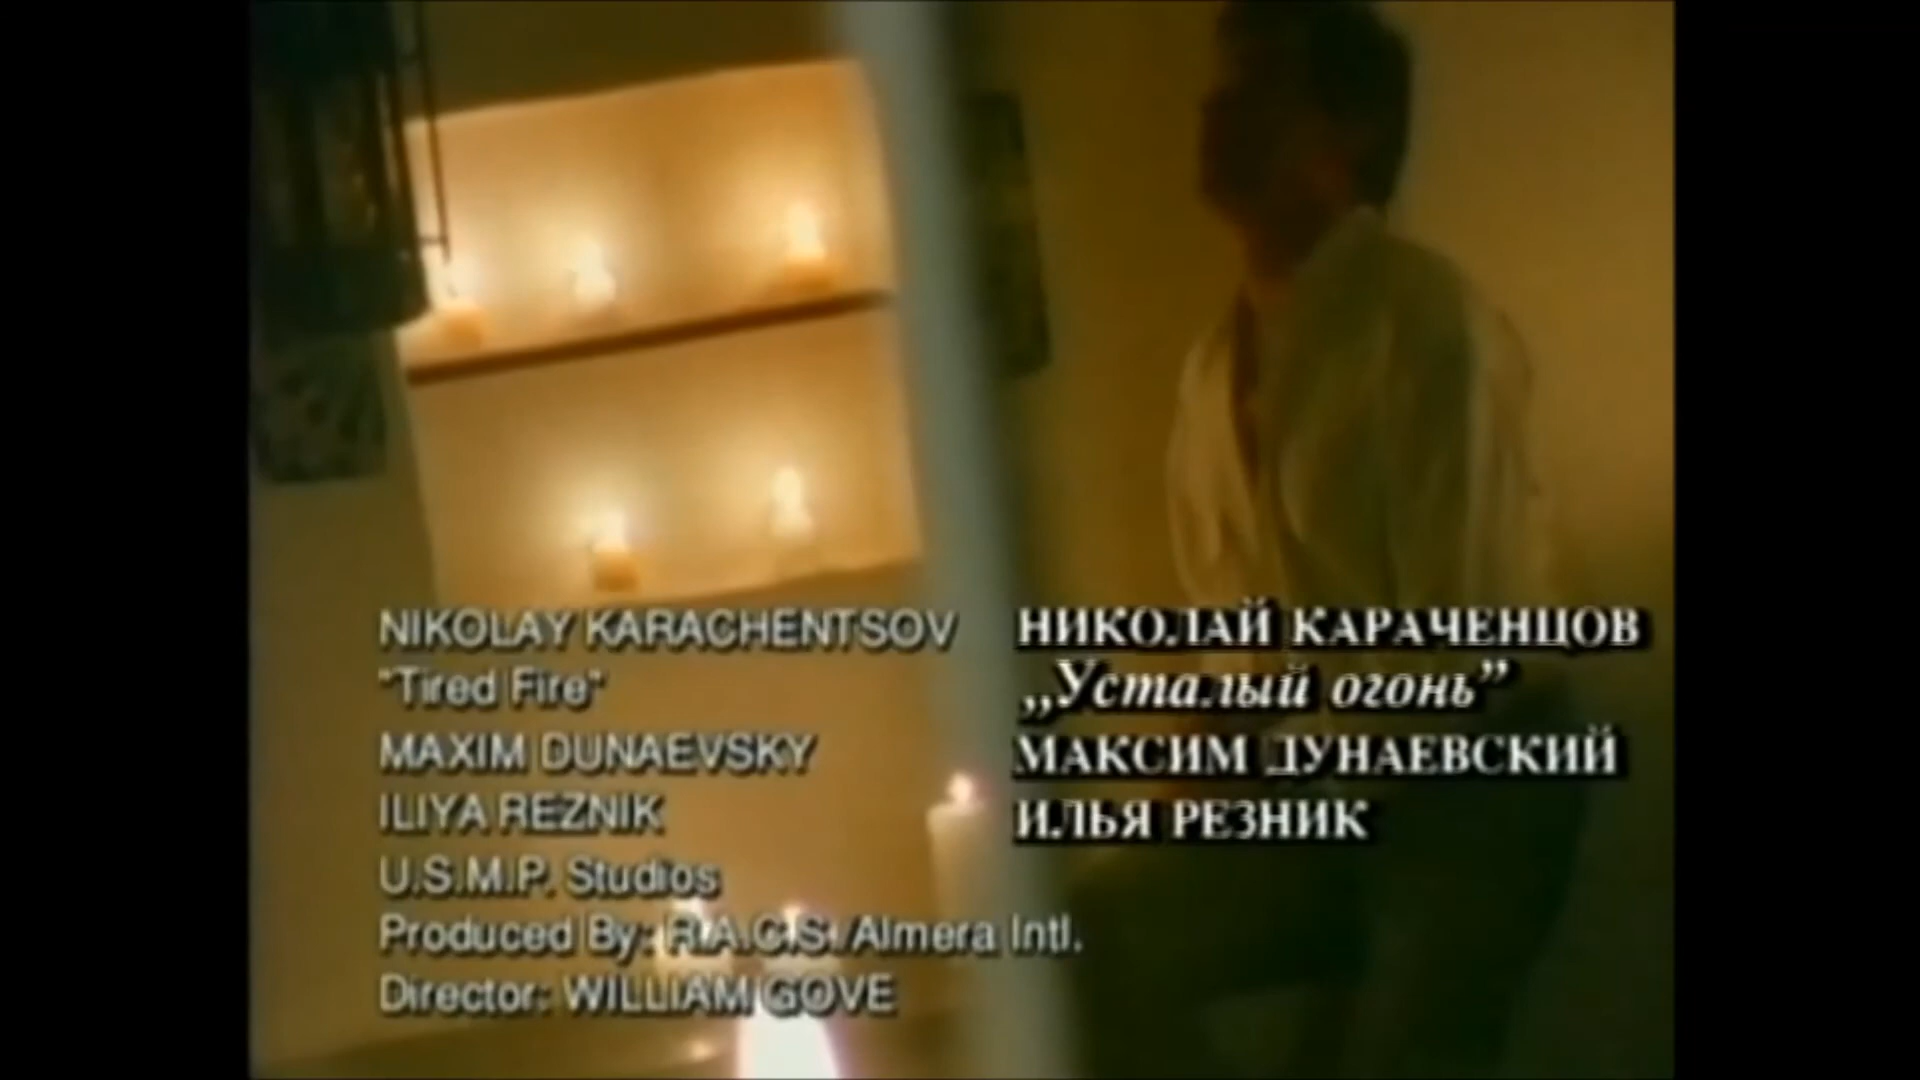 NIKOLAY KARACHENTSOV
"Tired Fire"
MAXIM DUNAEVSKY
ILIYA REZNIK
U.S.M.P. Studios
Produced By: R.A.C.S./Almera Intl.
Director: WILLIAM GOVE
НИКОЛАЙ КАРАЧЕНЦОВ
„Усталый огонь”
МАКСИМ ДУНАЕВСКИЙ
ИЛЬЯ РЕЗНИК